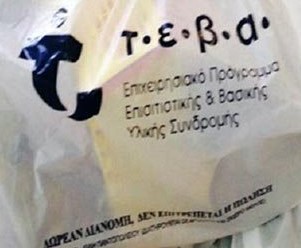 τ·ε·β·α·
Επιχειρησιακό Πρόγραμμα
Επισιτιστικής & Βασικής
Υλικής Συνδρομής
ΔΩΡΕΑΝ ΔΙΑΝΟΜΗ, ΔΕΝ ΕΠΙΤΡΕΠΕΤΑΙ Η ΠΩΛΗΣΗ